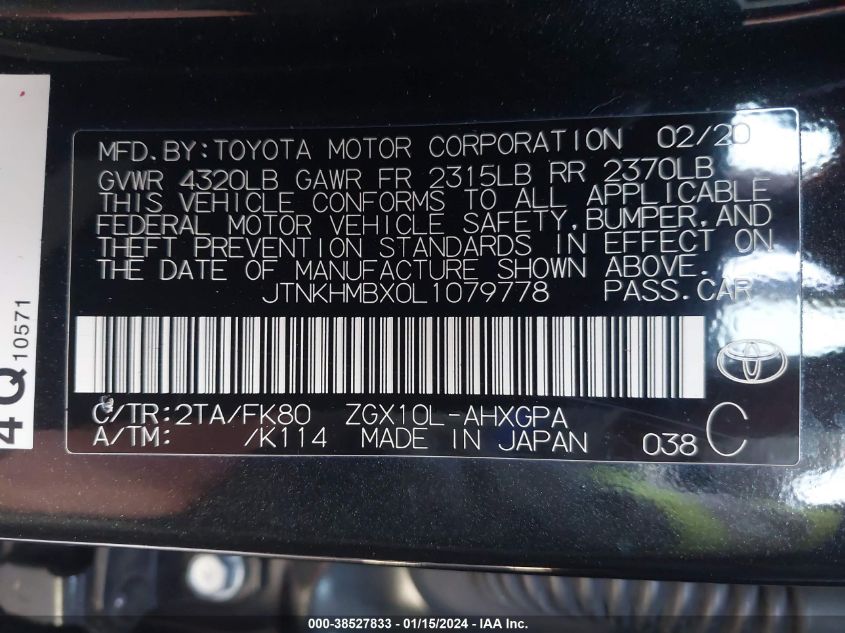 MFD.BY:TOYOTA MOTOR CORPORATION 02/20
GVWR 4320LB GAWR FR 2315LB RR 2370LB
THIS VEHICLE CONFORMS TO ALL APPLICABLE
FEDERAL MOTOR VEHICLE SAFETY, BUMPER, AND
THEFT PREVENTION STANDARDS IN EFFECT ON
THE DATE OF MANUFACTURE SHOWN ABOVE.
JTNKHMBX0L1079778 PASS.CAR
C/TR:2TA/FK80 ZGX10L-AHXGPA
A/TM: /K114 MADE IN JAPAN 038 C
4Q 10571
000-38527833 - 01/15/2024 - IAA Inc.